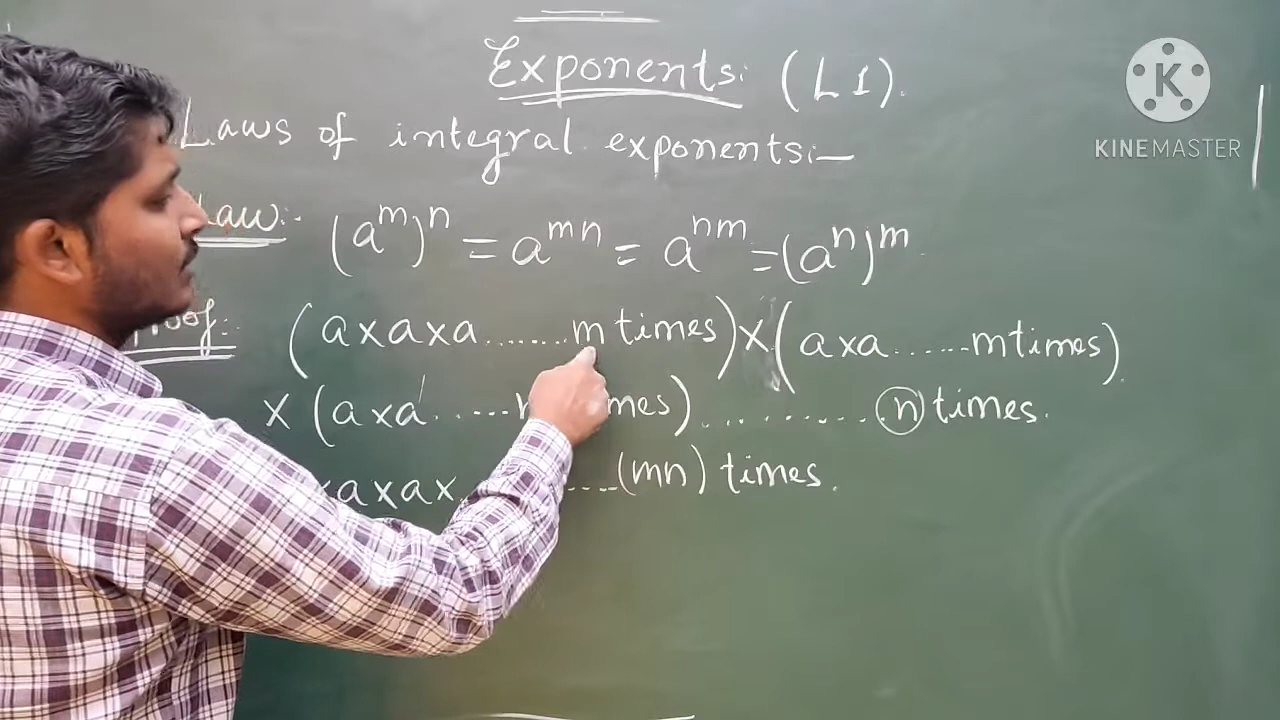 Exponents: (L1).
K
KINEMASTER
Laws of integral exponents:—
Law:- (a^m)^n = a^mn = a^nm = (a^n)^m
Proof: (a×a×a.......m times)×(a×a......m times).
×(a×a.....m times)..........(n) times.
×a×a×.......(mn) times.